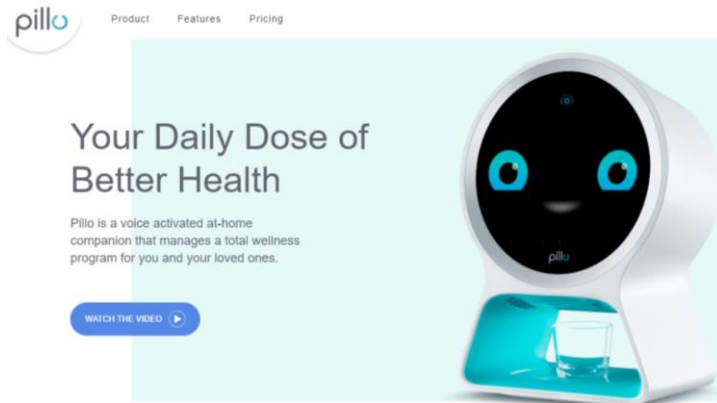 pillo
Product
Features
Pricing
Your Daily Dose of
Better Health
Pillo is a voice activated at-home
companion that manages a total wellness
program for you and your loved ones.
WATCH THE VIDEO
pillo